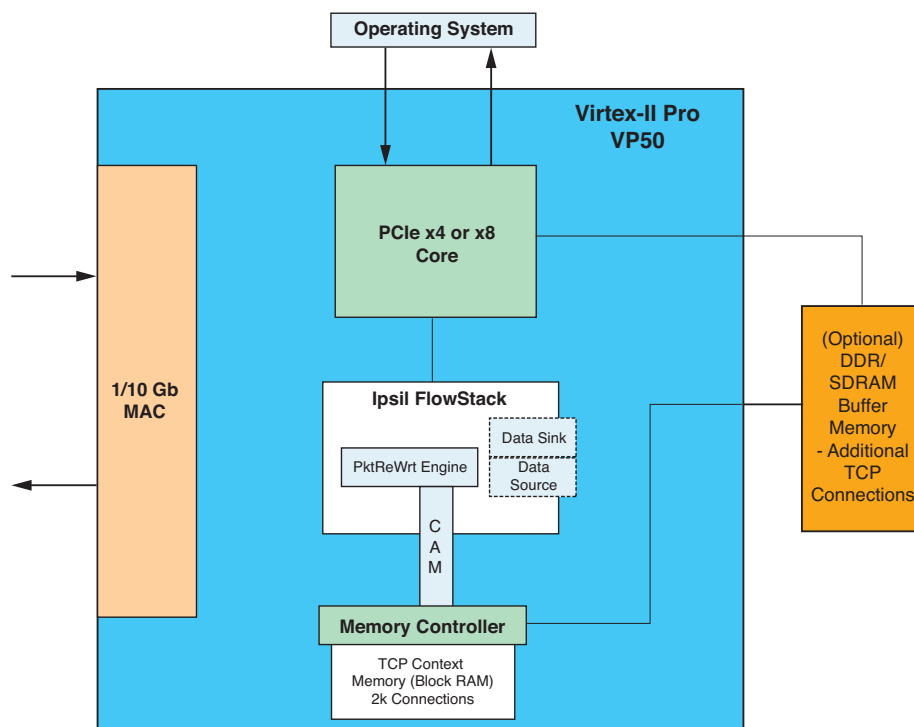 Operating System
Virtex-II Pro
VP50
PCIe x4 or x8
Core
1/10 Gb
MAC
(Optional)
DDR/
SDRAM
Buffer
Memory
- Additional
TCP
Connections
Ipsil FlowStack
Data Sink
PktReWrt Engine
Data
Source
C
A
M
Memory Controller
TCP Context
Memory (Block RAM)
2k Connections